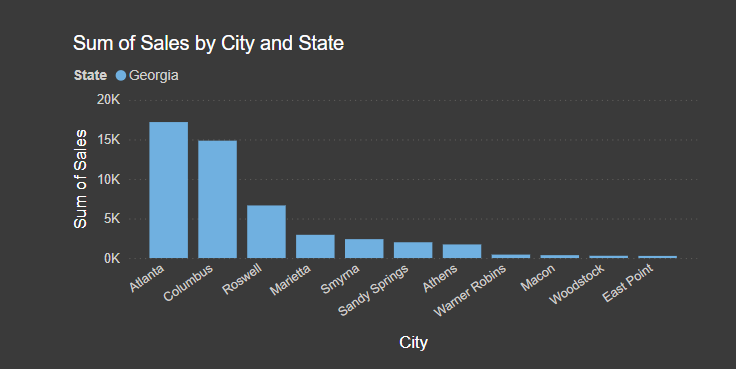 Sum of Sales by City and State
State Georgia
20K
15K
10K
5K
0K
Sum of Sales
Atlanta
Columbus
Roswell
Marietta
Smyrna
Sandy Springs
Athens
Warner Robins
Macon
Woodstock
East Point
City